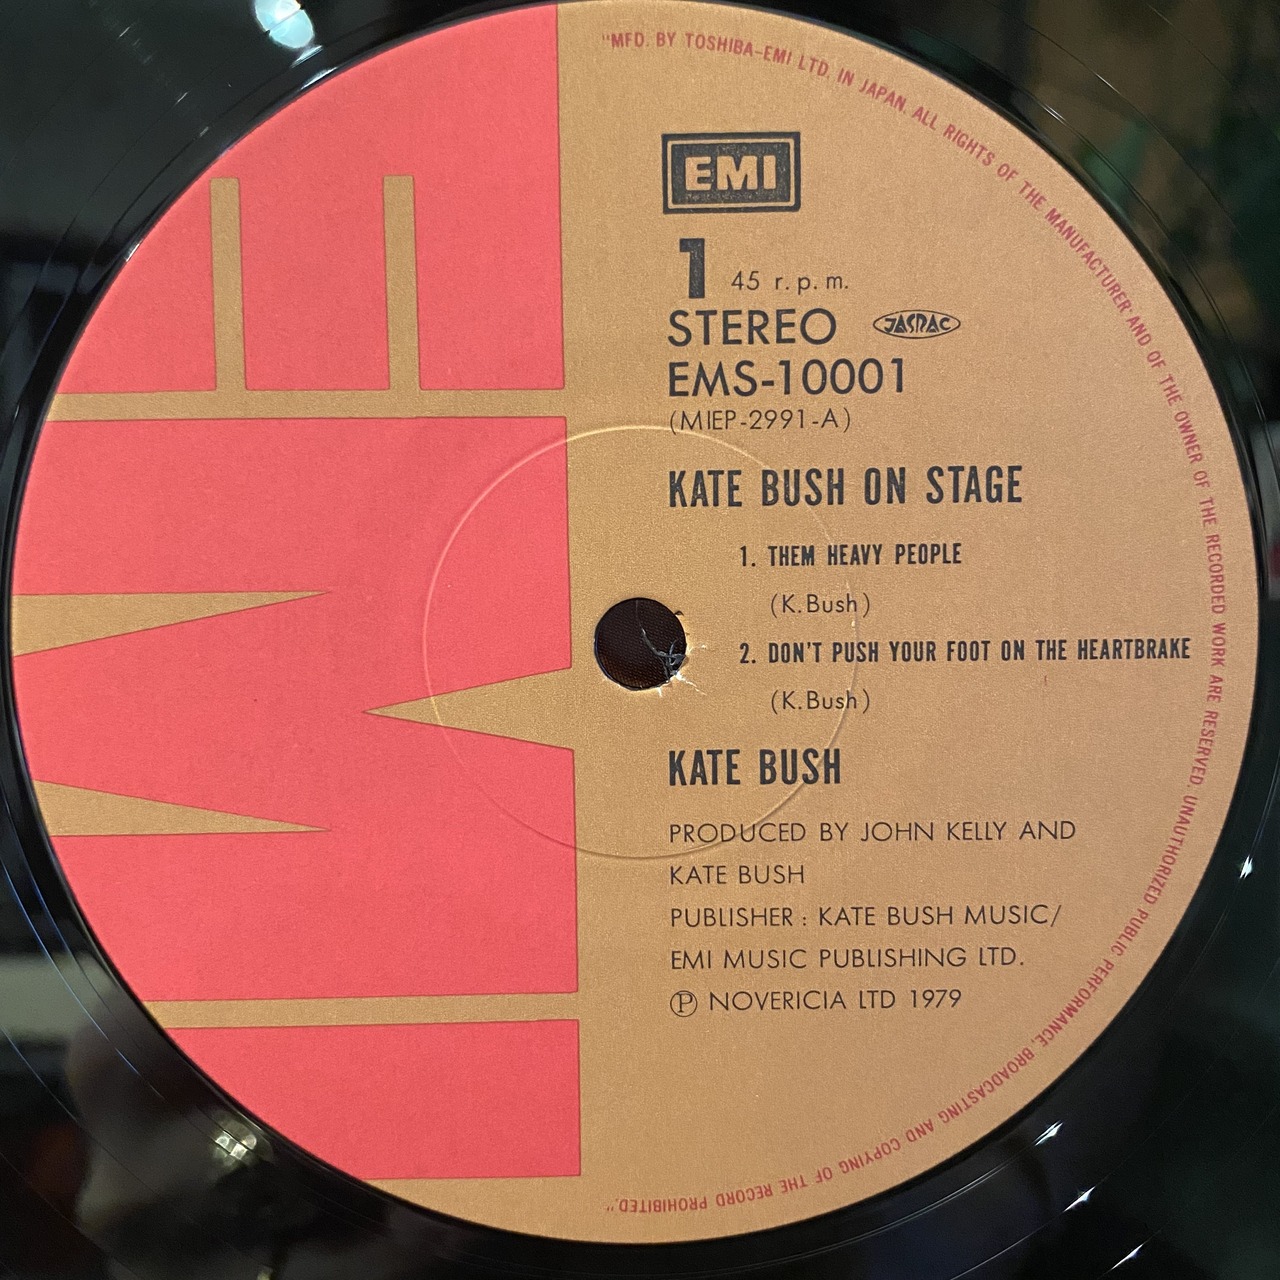 "MFD. BY TOSHIBA-EMI LTD. IN JAPAN. ALL RIGHTS OF THE MANUFACTURER AND OF THE OWNER OF THE RECORDED WORK ARE RESERVED. UNAUTHORIZED PUBLIC PERFORMANCE, BROADCASTING AND COPYING OF THE RECORD PROHIBITED."
EMI
EMI
1 45 r.p.m.
STEREO JASRAC
EMS-10001
(MIEP-2991-A)
KATE BUSH ON STAGE
1. THEM HEAVY PEOPLE
(K.Bush)
2. DON'T PUSH YOUR FOOT ON THE HEARTBRAKE
(K.Bush)
KATE BUSH
PRODUCED BY JOHN KELLY AND
KATE BUSH
PUBLISHER : KATE BUSH MUSIC/
EMI MUSIC PUBLISHING LTD.
Ⓟ NOVERICIA LTD 1979